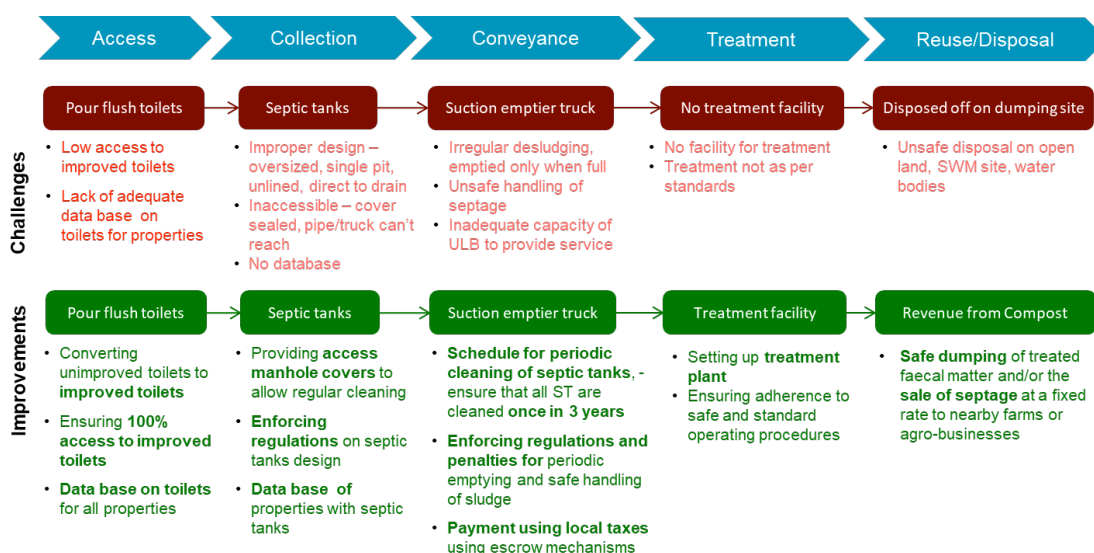 Access
Collection
Conveyance
Treatment
Reuse/Disposal
Challenges
Pour flush toilets
Septic tanks
Suction emptier truck
No treatment facility
Disposed off on dumping site
• Low access to
improved toilets
• Lack of adequate
data base on
toilets for properties
• Improper design –
oversized, single pit,
unlined, direct to drain
• Inaccessible – cover
sealed, pipe/truck can't
reach
• No database
• Irregular desludging,
emptied only when full
• Unsafe handling of
septage
• Inadequate capacity of
ULB to provide service
• No facility for treatment
• Treatment not as per
standards
• Unsafe disposal on open
land, SWM site, water
bodies
Improvements
Pour flush toilets
Septic tanks
Suction emptier truck
Treatment facility
Revenue from Compost
• Converting
unimproved toilets to
improved toilets
• Ensuring 100%
access to improved
toilets
• Data base on toilets
for all properties
• Providing access
manhole covers to
allow regular cleaning
• Enforcing
regulations on septic
tanks design
• Data base of
properties with septic
tanks
• Schedule for periodic
cleaning of septic tanks, -
ensure that all ST are
cleaned once in 3 years
• Enforcing regulations and
penalties for periodic
emptying and safe handling
of sludge
• Payment using local taxes
using escrow mechanisms
• Setting up treatment
plant
• Ensuring adherence to
safe and standard
operating procedures
• Safe dumping of treated
faecal matter and/or the
sale of septage at a fixed
rate to nearby farms or
agro-businesses